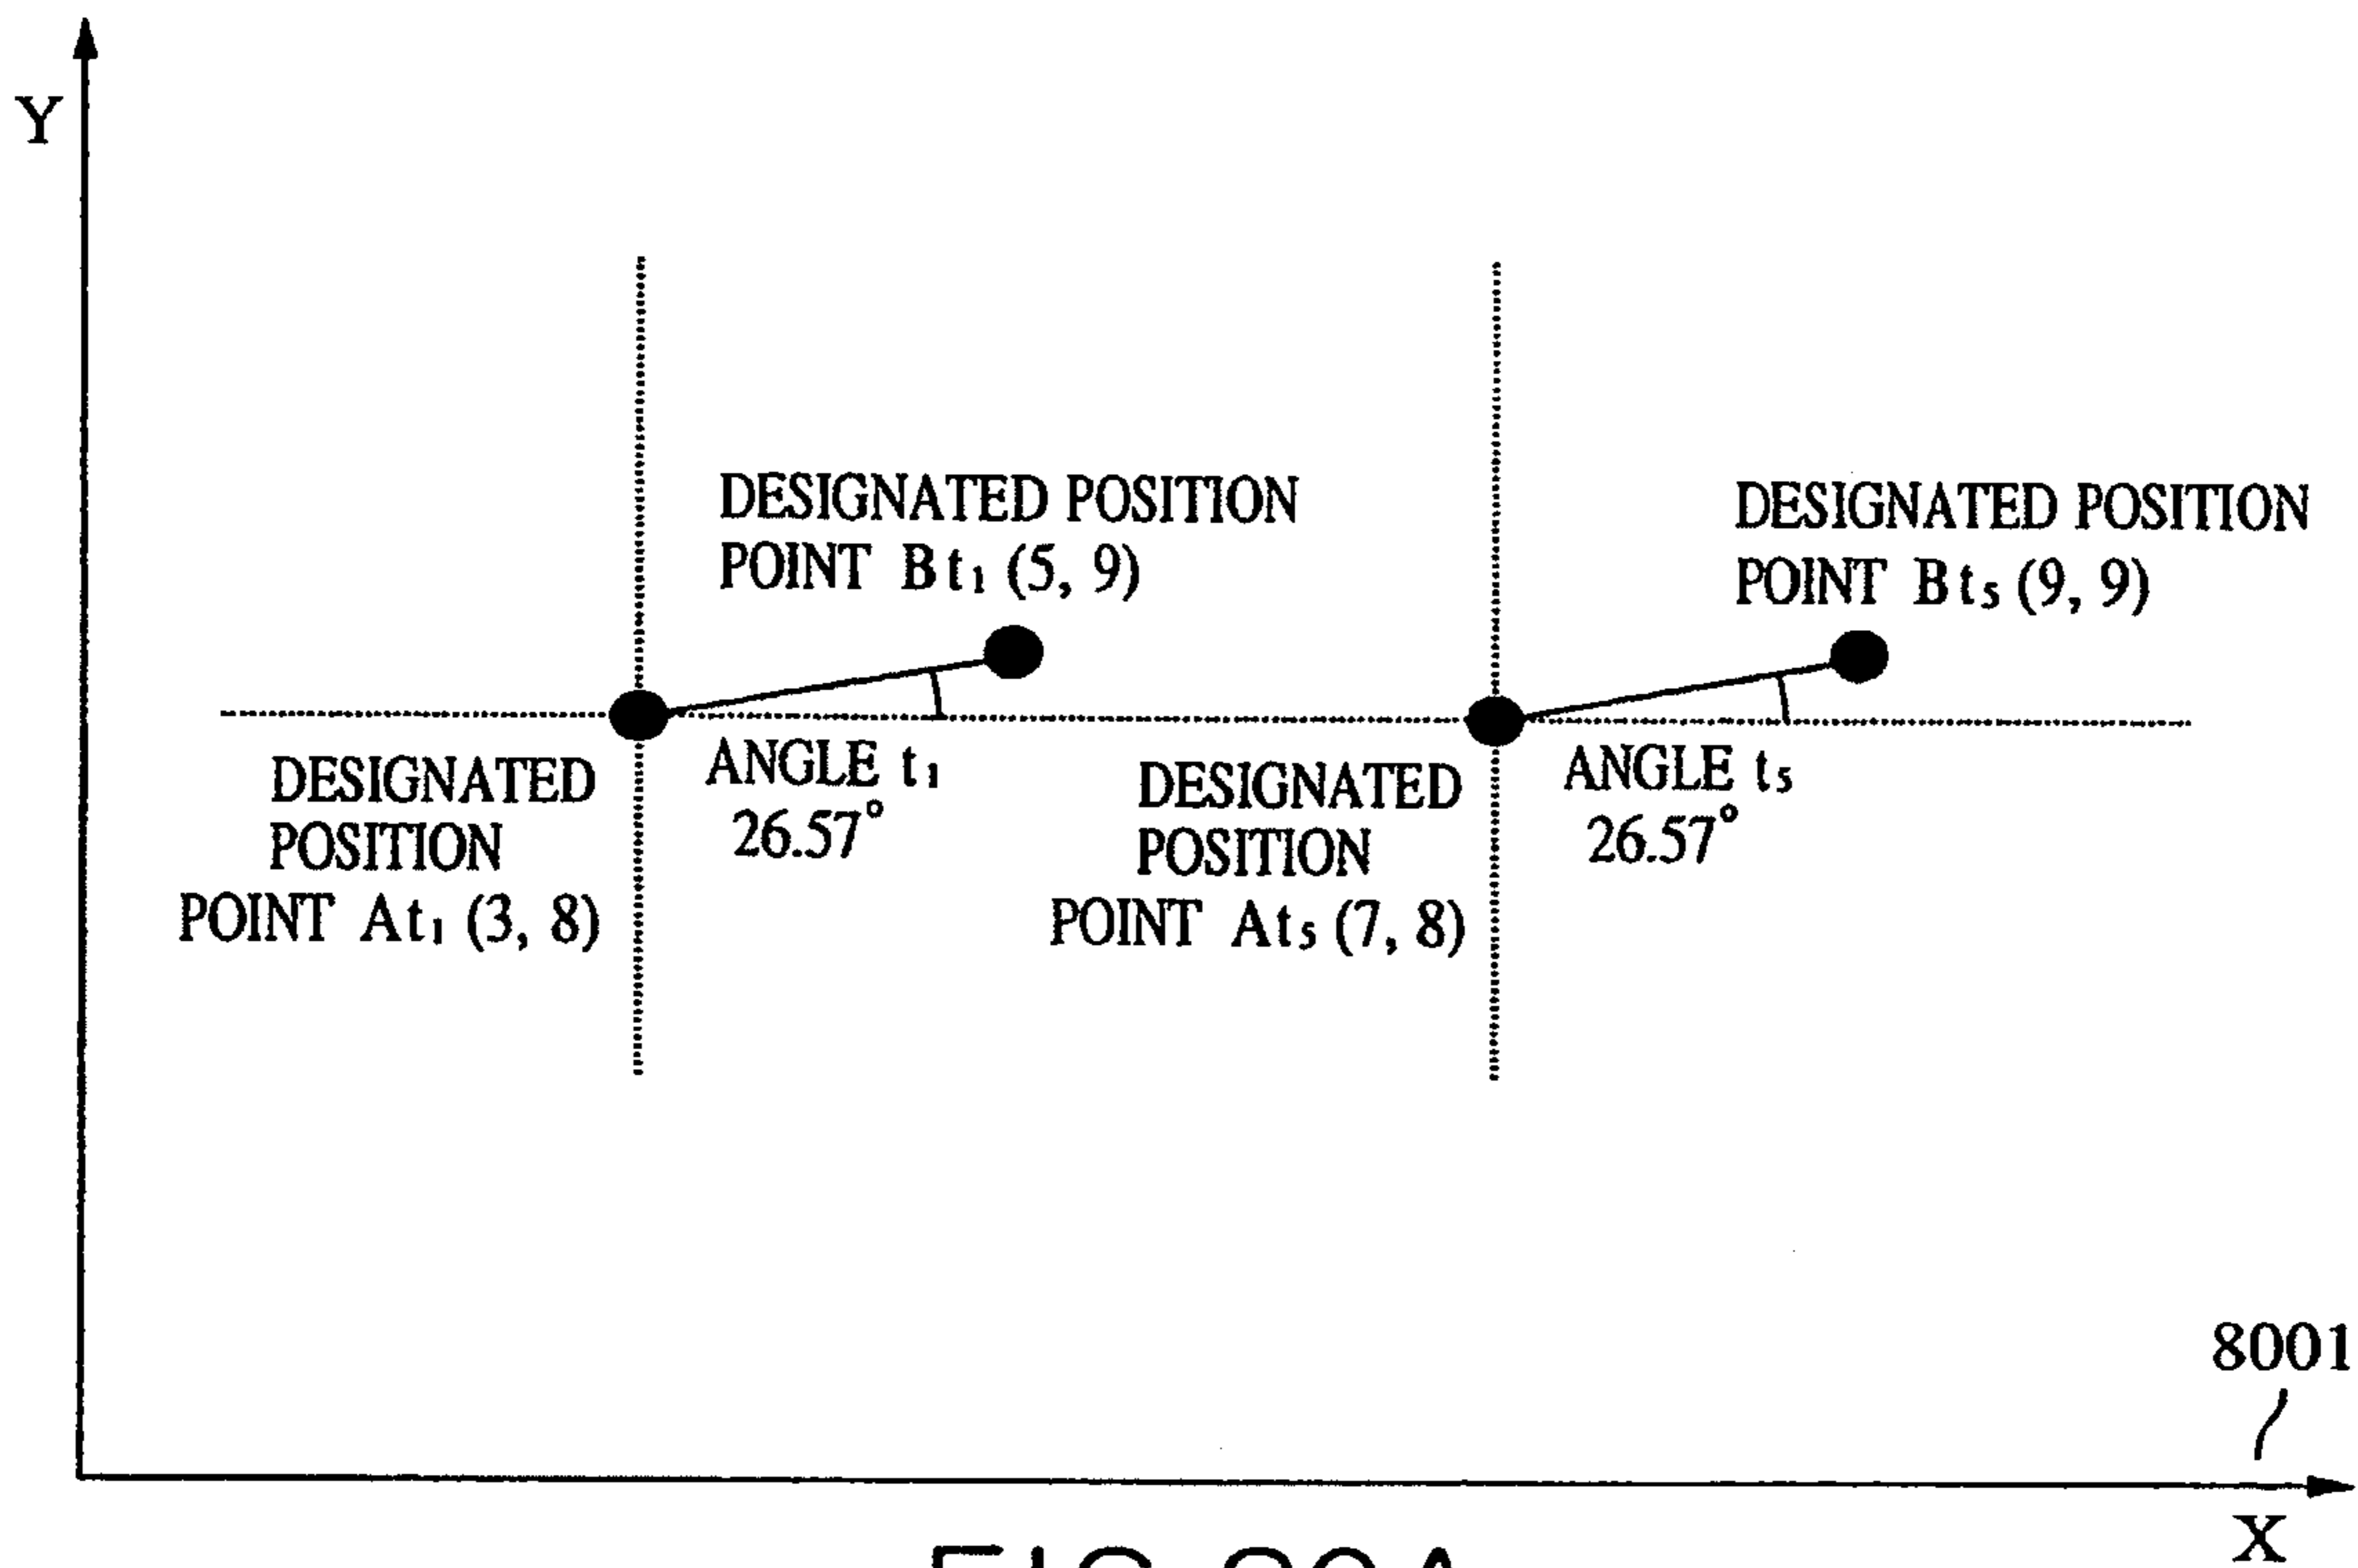 Y
DESIGNATED POSITION
POINT Bt₁ (5, 9)
DESIGNATED POSITION
POINT Bt₅ (9, 9)
DESIGNATED
POSITION
POINT At₁ (3, 8)
ANGLE t₁
26.57°
DESIGNATED
POSITION
POINT At₅ (7, 8)
ANGLE t₅
26.57°
8001
X